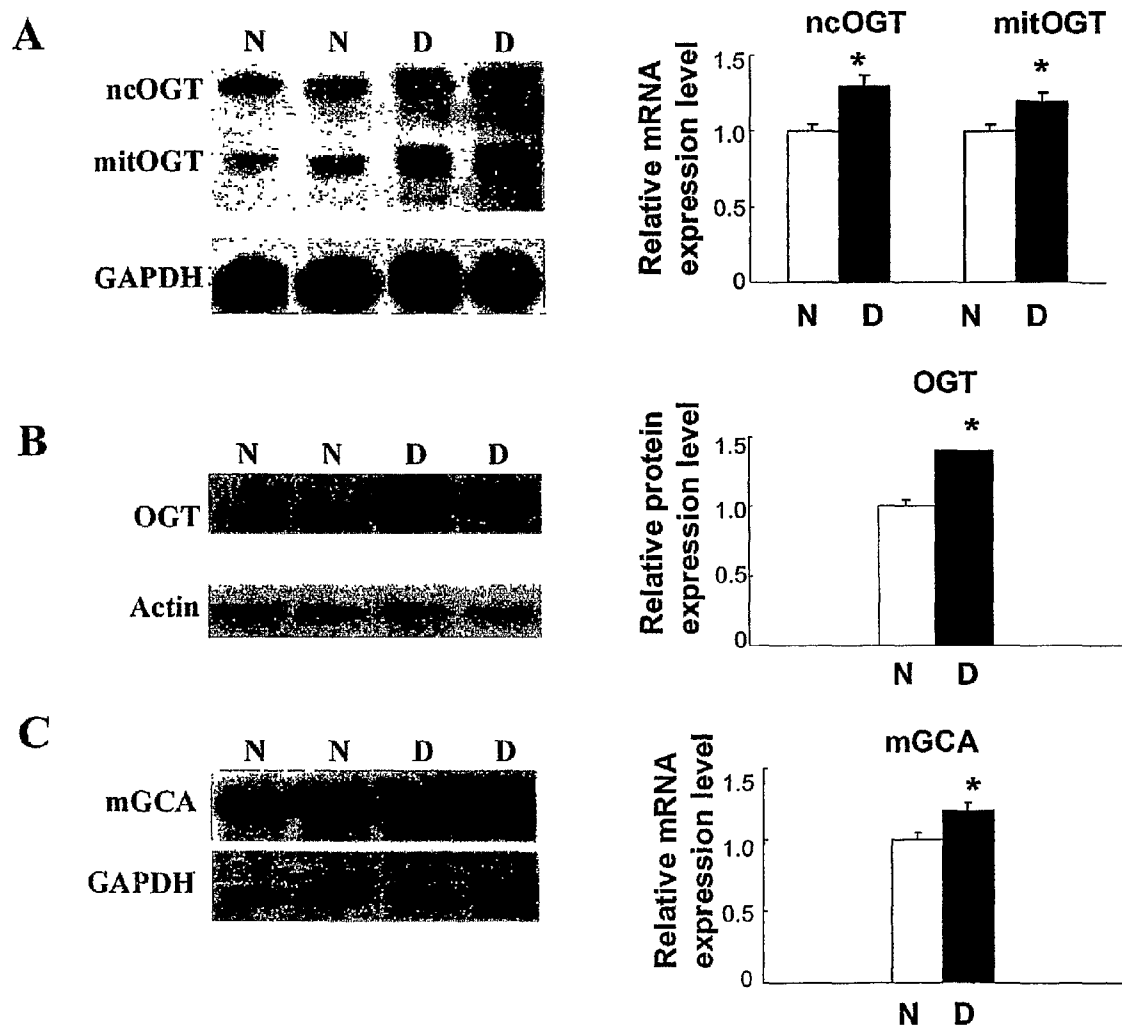 A
N N D D
ncOGT
mitOGT
GAPDH
ncOGT mitOGT
Relative mRNA
expression level
1.5
1.0
0.5
0
* *
N D N D
B
N N D D
OGT
Actin
OGT
Relative protein
expression level
1.5
1.0
0.5
0
*
N D
C
N N D D
mGCA
GAPDH
mGCA
Relative mRNA
expression level
1.5
1.0
0.5
0
*
N D